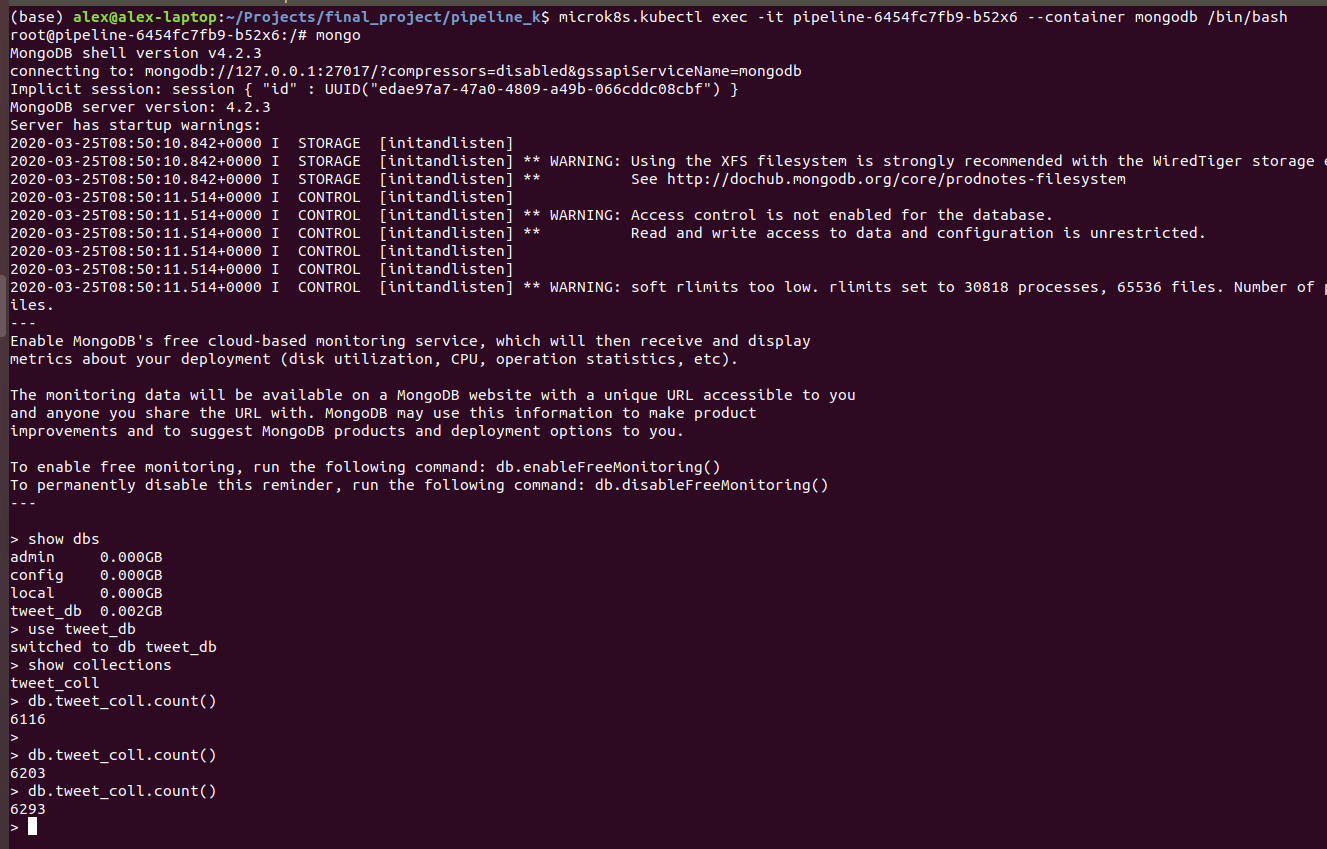 (base) alex@alex-laptop:~/Projects/final_project/pipeline_k$ microk8s.kubectl exec -it pipeline-6454fc7fb9-b52x6 --container mongodb /bin/bash
root@pipeline-6454fc7fb9-b52x6:/# mongo
MongoDB shell version v4.2.3
connecting to: mongodb://127.0.0.1:27017/?compressors=disabled&gssapiServiceName=mongodb
Implicit session: session { "id" : UUID("edae97a7-47a0-4809-a49b-066cddc08cbf") }
MongoDB server version: 4.2.3
Server has startup warnings:
2020-03-25T08:50:10.842+0000 I  STORAGE  [initandlisten]
2020-03-25T08:50:10.842+0000 I  STORAGE  [initandlisten] ** WARNING: Using the XFS filesystem is strongly recommended with the WiredTiger storage
2020-03-25T08:50:10.842+0000 I  STORAGE  [initandlisten] **          See http://dochub.mongodb.org/core/prodnotes-filesystem
2020-03-25T08:50:11.514+0000 I  CONTROL  [initandlisten]
2020-03-25T08:50:11.514+0000 I  CONTROL  [initandlisten] ** WARNING: Access control is not enabled for the database.
2020-03-25T08:50:11.514+0000 I  CONTROL  [initandlisten] **          Read and write access to data and configuration is unrestricted.
2020-03-25T08:50:11.514+0000 I  CONTROL  [initandlisten]
2020-03-25T08:50:11.514+0000 I  CONTROL  [initandlisten]
2020-03-25T08:50:11.514+0000 I  CONTROL  [initandlisten] ** WARNING: soft rlimits too low. rlimits set to 30818 processes, 65536 files. Number of
iles.
---
Enable MongoDB's free cloud-based monitoring service, which will then receive and display
metrics about your deployment (disk utilization, CPU, operation statistics, etc).

The monitoring data will be available on a MongoDB website with a unique URL accessible to you
and anyone you share the URL with. MongoDB may use this information to make product
improvements and to suggest MongoDB products and deployment options to you.

To enable free monitoring, run the following command: db.enableFreeMonitoring()
To permanently disable this reminder, run the following command: db.disableFreeMonitoring()
---

> show dbs
admin     0.000GB
config    0.000GB
local     0.000GB
tweet_db  0.002GB
> use tweet_db
switched to db tweet_db
> show collections
tweet_coll
> db.tweet_coll.count()
6116
>
> db.tweet_coll.count()
6203
> db.tweet_coll.count()
6293
>